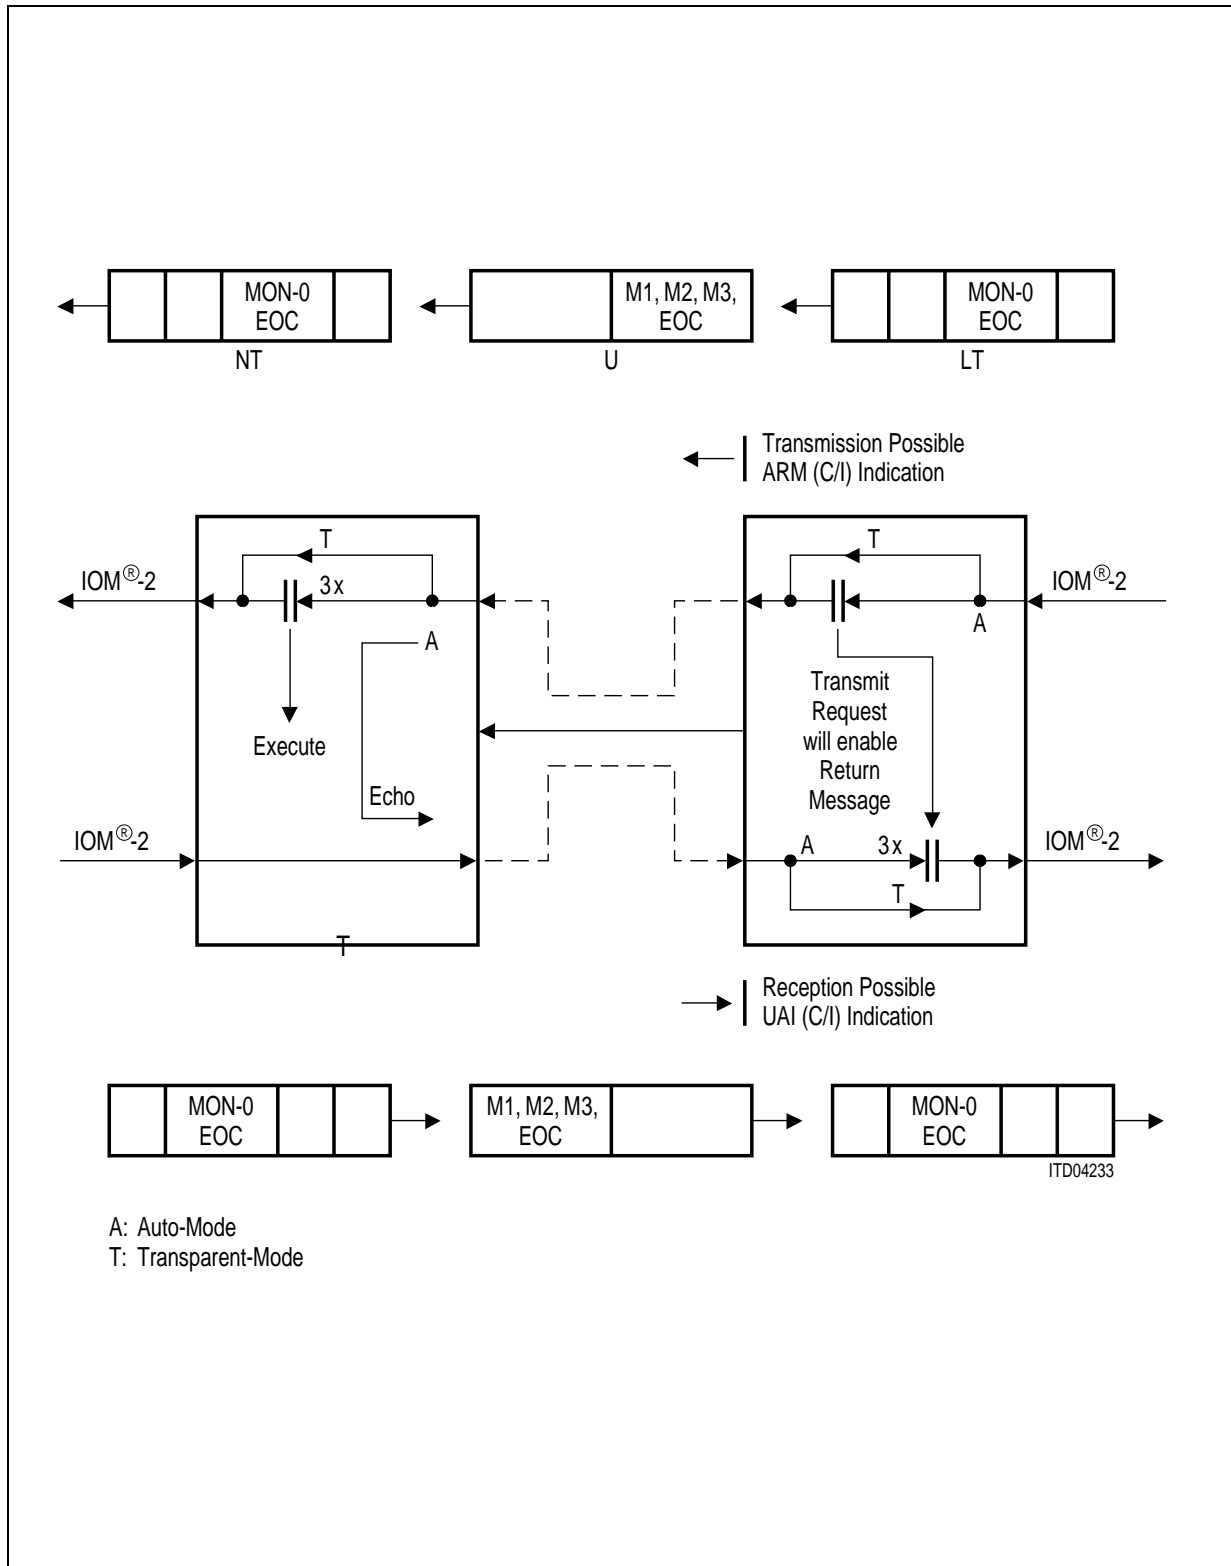 MON-0
EOC
M1, M2, M3,
EOC
MON-0
EOC
NT
U
LT
Transmission Possible
ARM (C/I) Indication
T
T
IOM®-2
3x
IOM®-2
A
A
Transmit
Request
will enable
Return
Message
Execute
Echo
IOM®-2
A
3x
IOM®-2
T
T
Reception Possible
UAI (C/I) Indication
MON-0
EOC
M1, M2, M3,
EOC
MON-0
EOC
ITD04233
A: Auto-Mode
T: Transparent-Mode